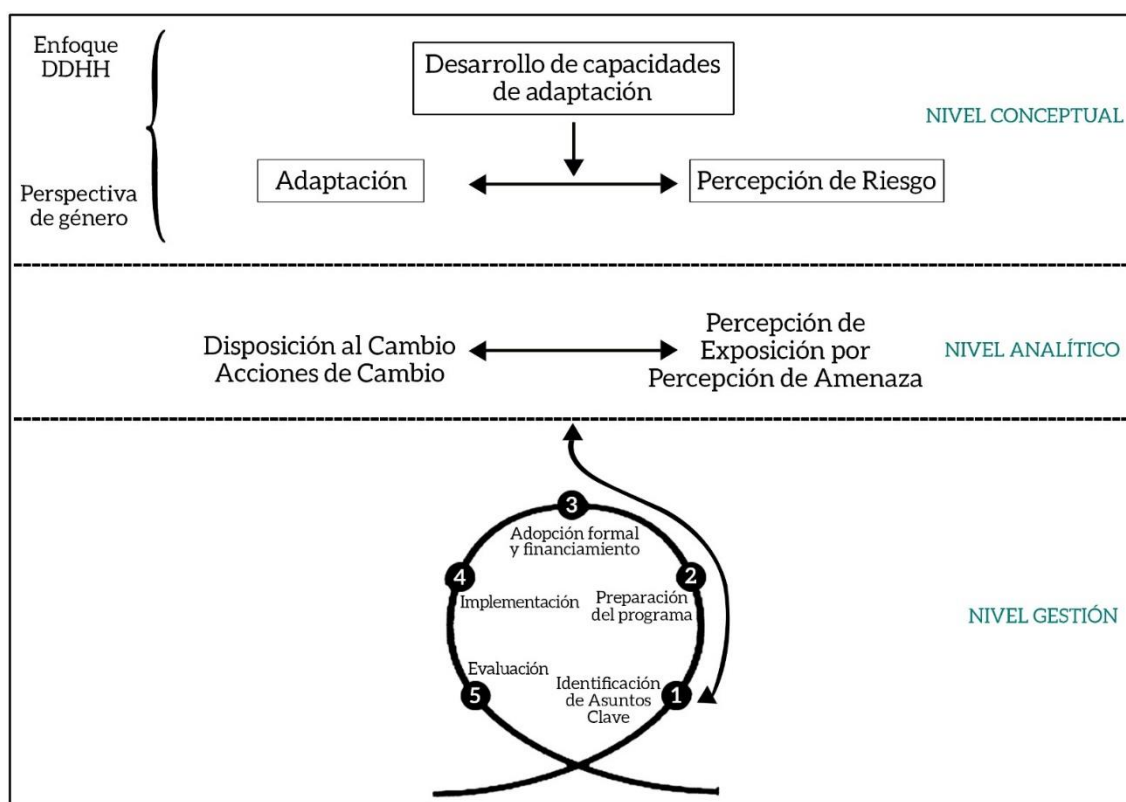 Enfoque
DDHH
Perspectiva
de género
Desarrollo de capacidades
de adaptación
Adaptación
Percepción de Riesgo
NIVEL CONCEPTUAL
Disposición al Cambio
Acciones de Cambio
Percepción de
Exposición por
Percepción de Amenaza
NIVEL ANALÍTICO
3
Adopción formal
y financiamiento
4
Implementación
2
Preparación
del programa
Evaluación
5
Identificación
de Asuntos
Clave
1
NIVEL GESTIÓN